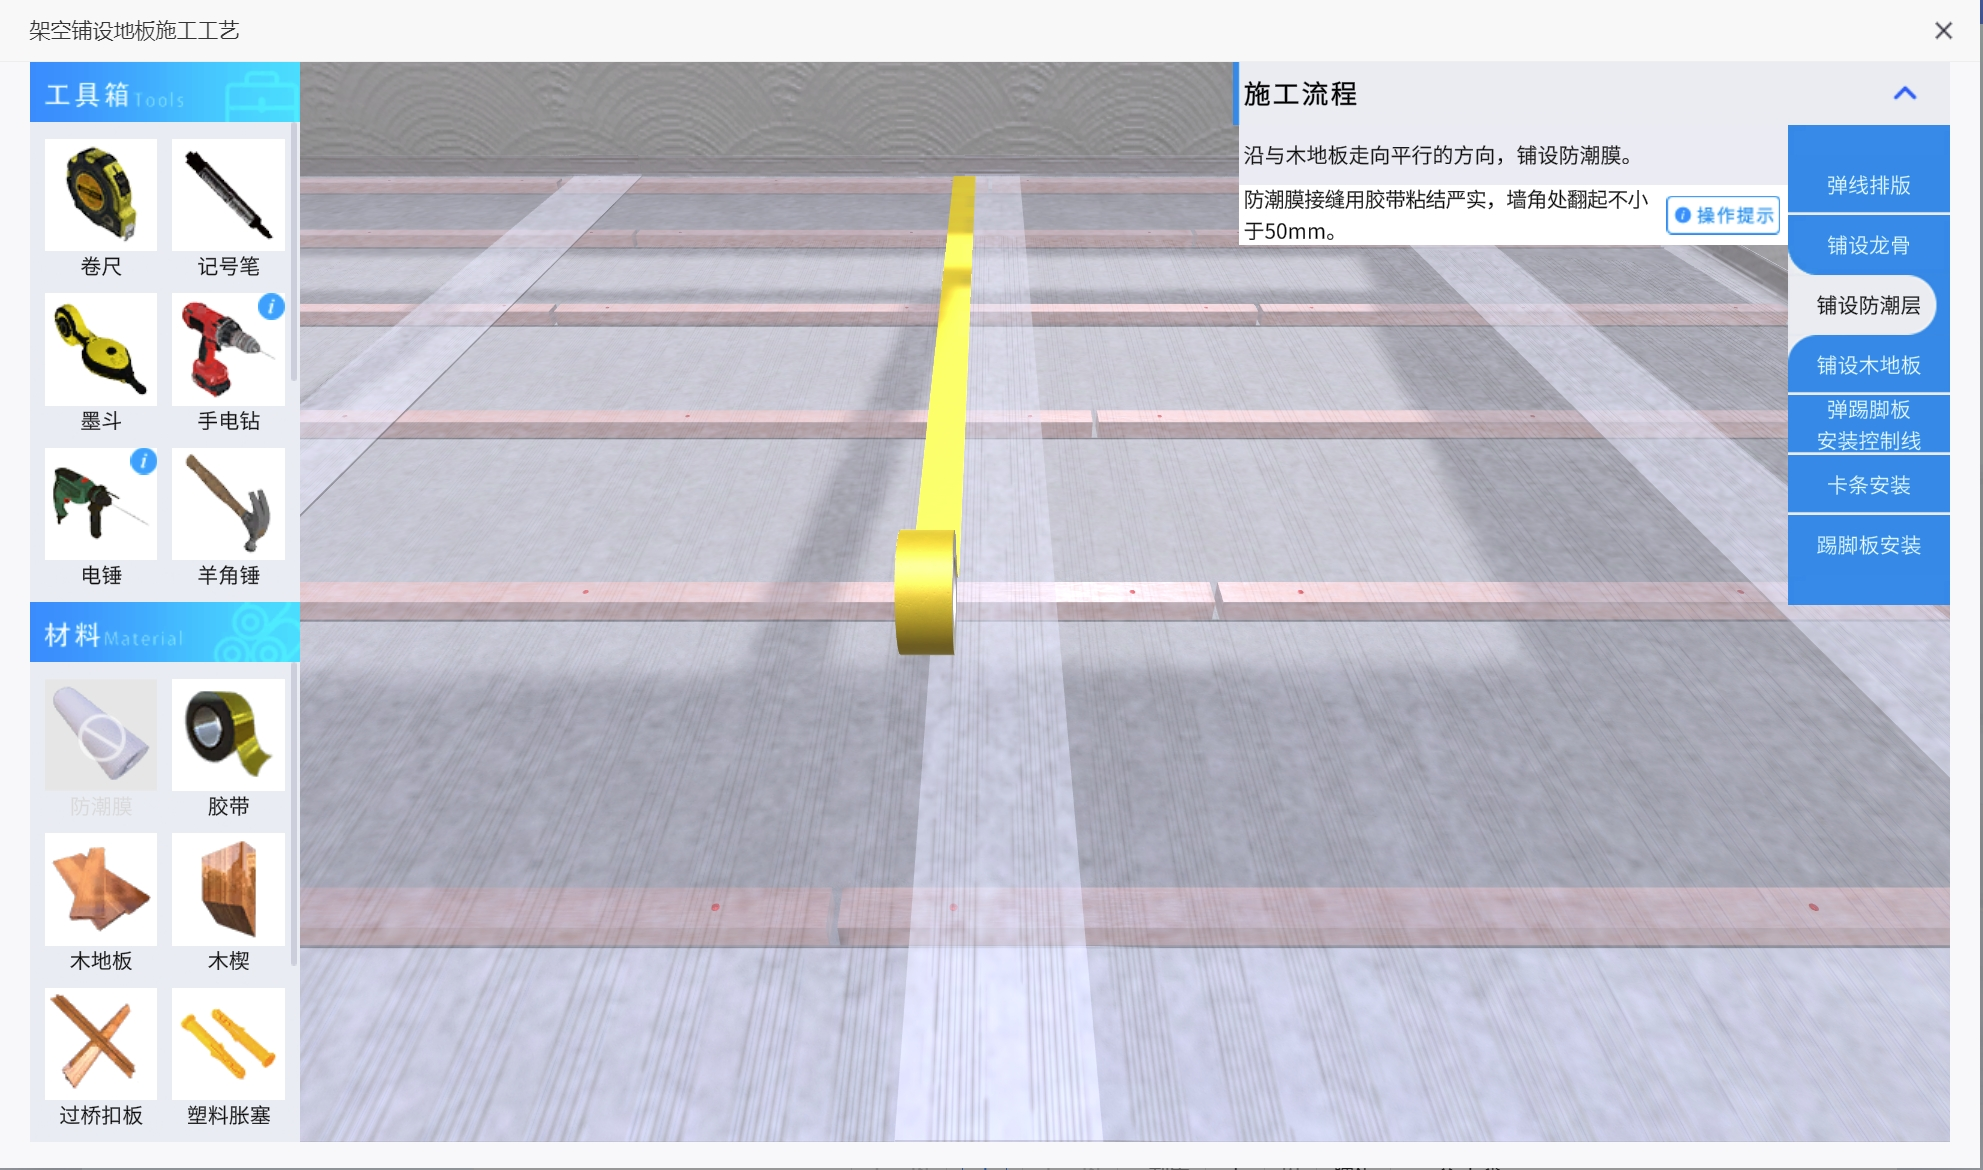 架空铺设地板施工工艺
工具箱 Tools
卷尺
记号笔
墨斗
手电钻
电锤
羊角锤
材料 Material
防潮膜
胶带
木地板
木楔
过桥扣板
塑料胀塞
施工流程
沿与木地板走向平行的方向，铺设防潮膜。
防潮膜接缝用胶带粘结严实，墙角处翻起不小
于50mm。
操作提示
弹线排版
铺设龙骨
铺设防潮层
铺设木地板
弹踢脚板
安装控制线
卡条安装
踢脚板安装